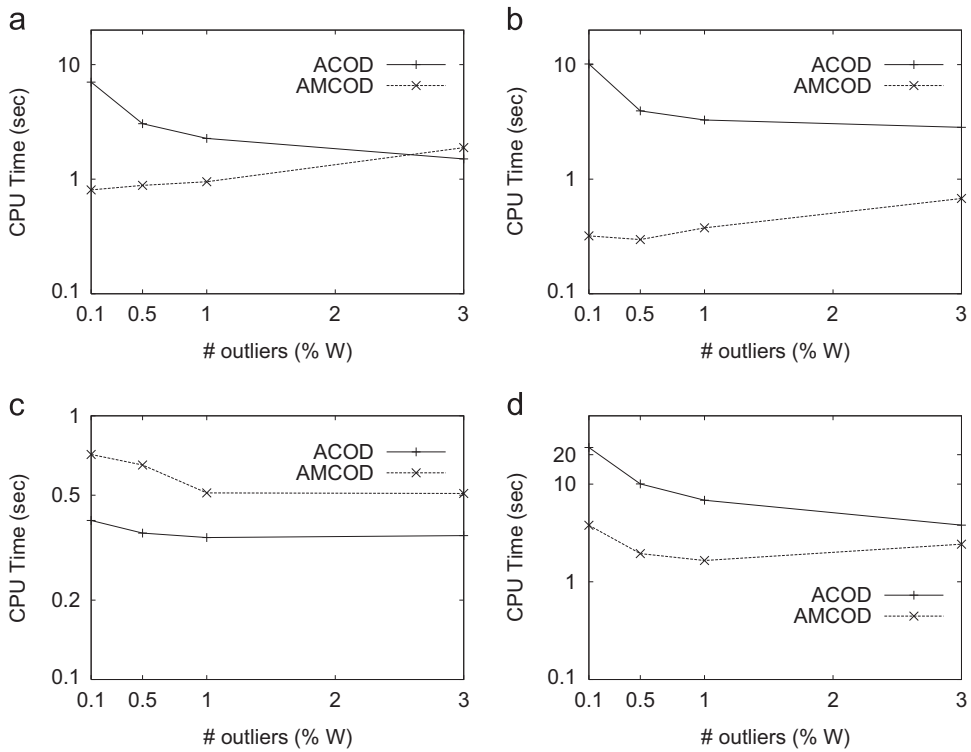 a
CPU Time (sec)
10
1
0.1
ACOD
AMCOD
0.1 0.5 1 2 3
# outliers (% W)
b
CPU Time (sec)
10
1
0.1
ACOD
AMCOD
0.1 0.5 1 2 3
# outliers (% W)
c
CPU Time (sec)
1
0.5
0.2
0.1
ACOD
AMCOD
0.1 0.5 1 2 3
# outliers (% W)
d
CPU Time (sec)
20
10
1
0.1
ACOD
AMCOD
0.1 0.5 1 2 3
# outliers (% W)